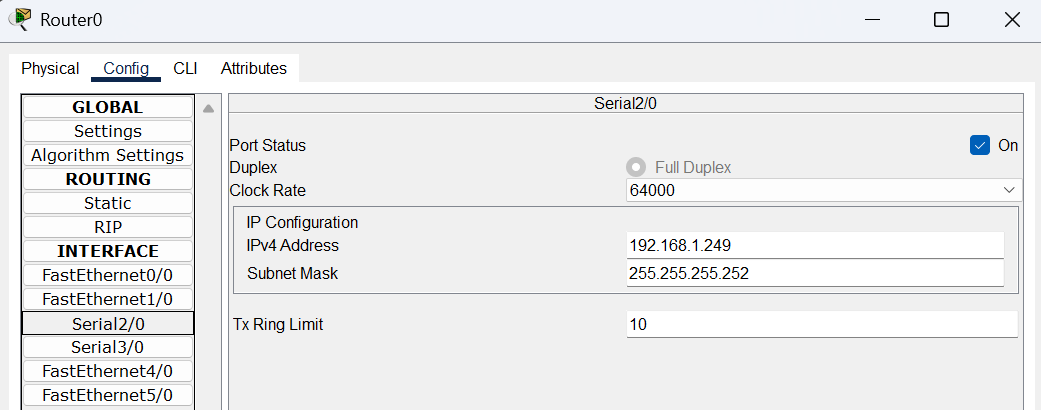 Router0
Physical Config CLI Attributes
GLOBAL
Settings
Algorithm Settings
ROUTING
Static
RIP
INTERFACE
FastEthernet0/0
FastEthernet1/0
Serial2/0
Serial3/0
FastEthernet4/0
FastEthernet5/0
Serial2/0
Port Status On
Duplex Full Duplex
Clock Rate 64000
IP Configuration
IPv4 Address 192.168.1.249
Subnet Mask 255.255.255.252
Tx Ring Limit 10